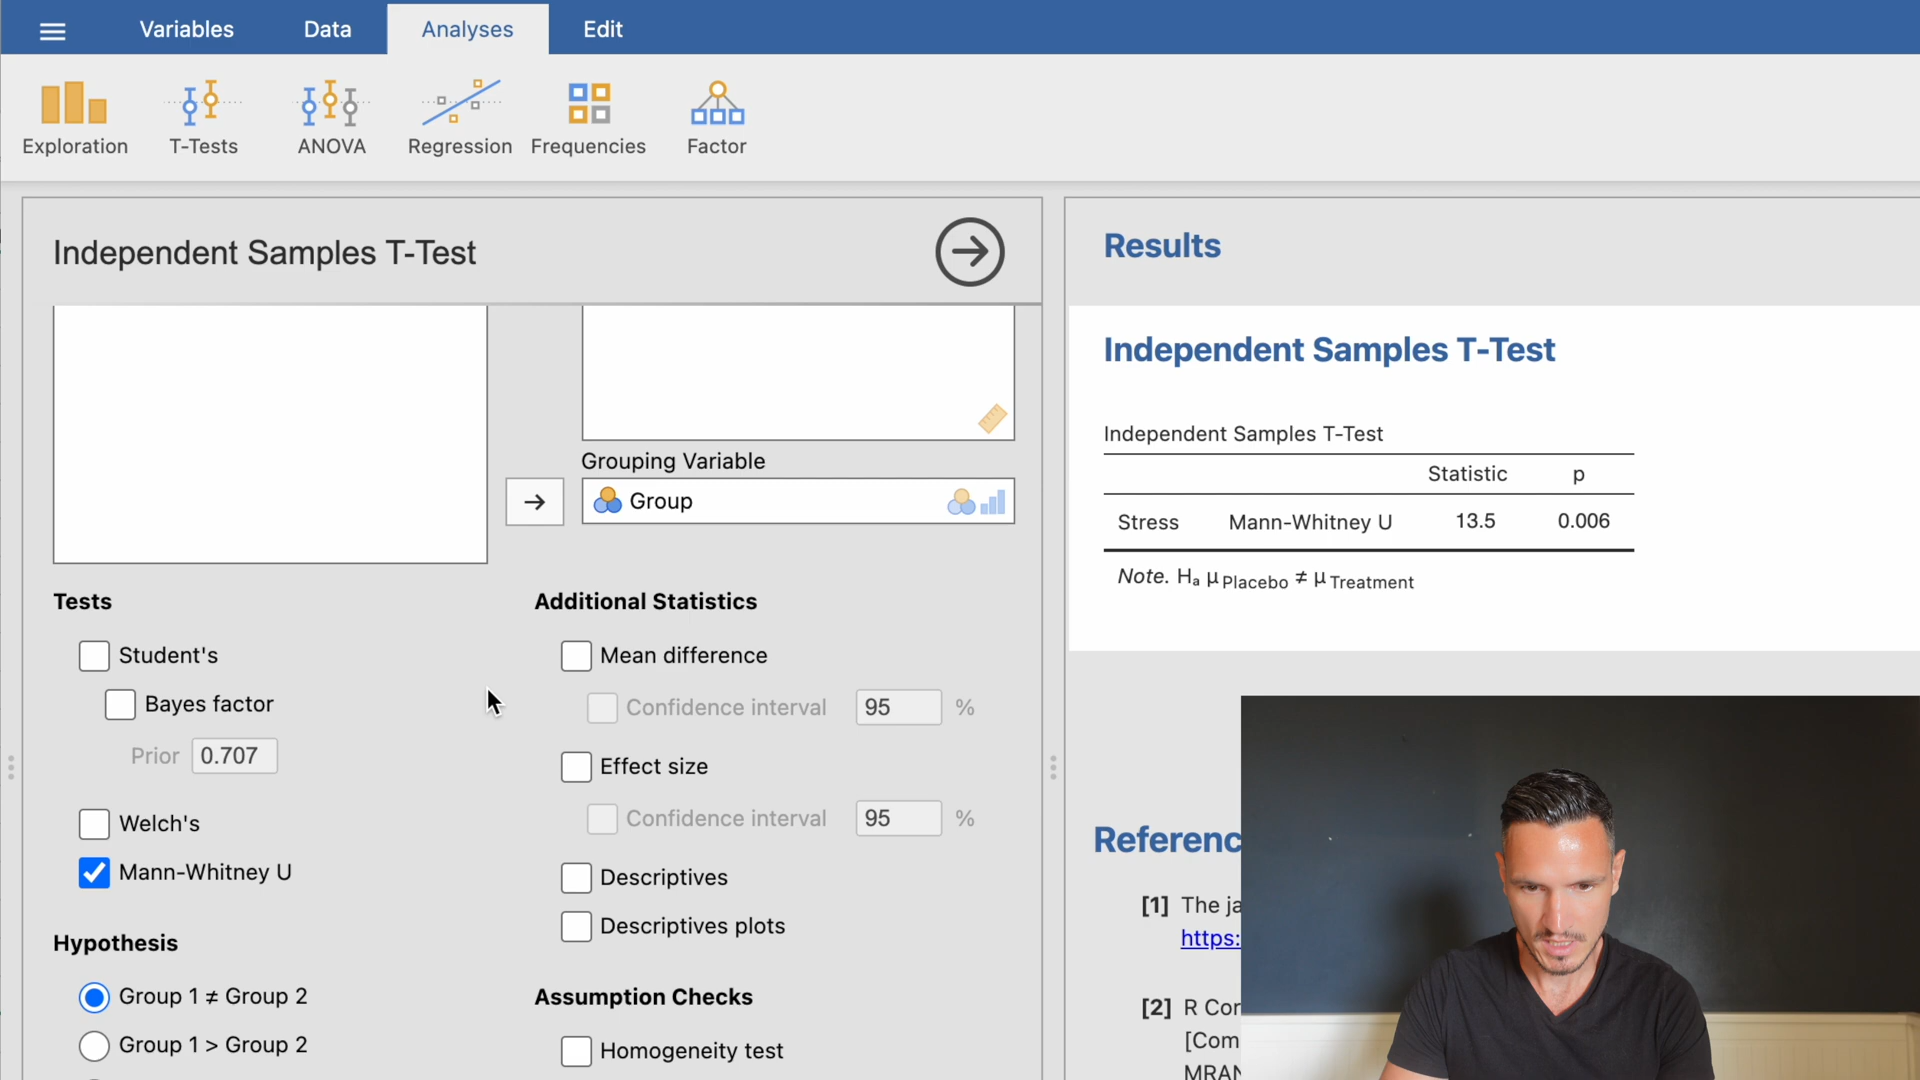 Variables Data Analyses Edit
Exploration T-Tests ANOVA Regression Frequencies Factor
Independent Samples T-Test
Grouping Variable
Group
Tests
Student's
Bayes factor
Prior 0.707
Welch's
Mann-Whitney U
Hypothesis
Group 1 ≠ Group 2
Group 1 > Group 2
Additional Statistics
Mean difference
Confidence interval 95 %
Effect size
Confidence interval 95 %
Descriptives
Descriptives plots
Assumption Checks
Homogeneity test
Results
Independent Samples T-Test
Independent Samples T-Test
Statistic p
Stress Mann-Whitney U 13.5 0.006
Note. Hₐ μ Placebo ≠ μ Treatment
Referenc
[1] The ja
https:
[2] R Cor
[Com
MRAN